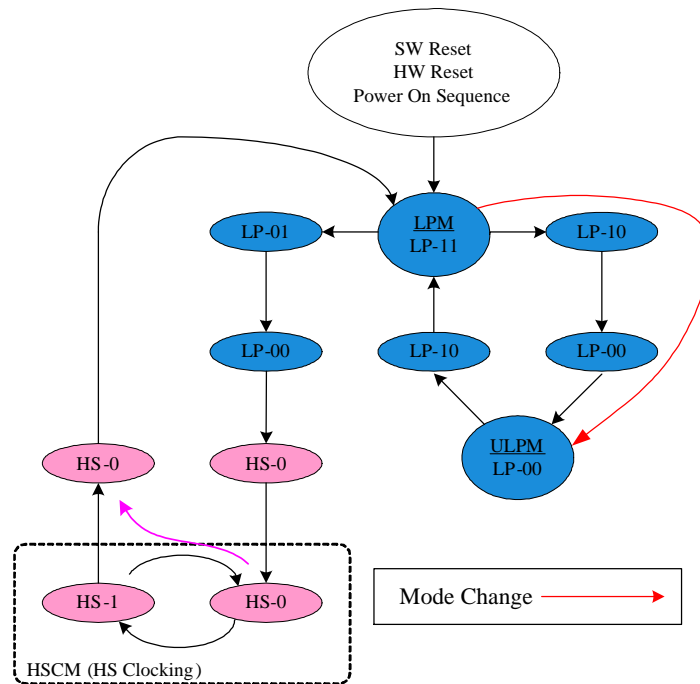 SW Reset
HW Reset
Power On Sequence
LPM
LP-11
LP-01
LP-10
LP-00
LP-10
LP-00
ULPM
LP-00
HS-0
HS-0
HS-1
HS-0
Mode Change
HSCM (HS Clocking)